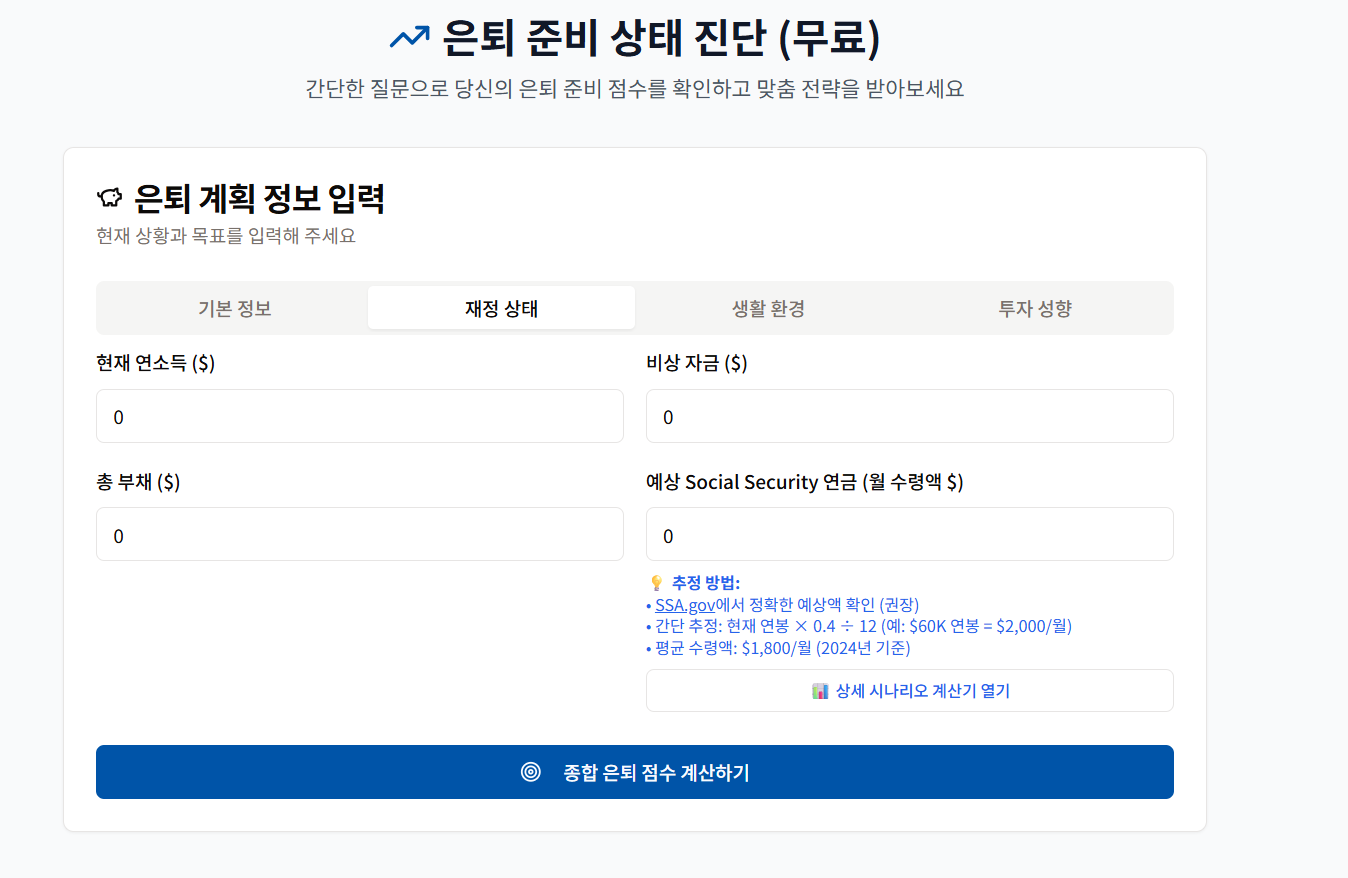 은퇴 준비 상태 진단 (무료)
간단한 질문으로 당신의 은퇴 준비 점수를 확인하고 맞춤 전략을 받아보세요
은퇴 계획 정보 입력
현재 상황과 목표를 입력해 주세요
기본 정보
재정 상태
생활 환경
투자 성향
현재 연소득 ($)
0
비상 자금 ($)
0
총 부채 ($)
0
예상 Social Security 연금 (월 수령액 $)
0
💡 추정 방법:
• SSA.gov에서 정확한 예상액 확인 (권장)
• 간단 추정: 현재 연봉 × 0.4 ÷ 12 (예: $60K 연봉 = $2,000/월)
• 평균 수령액: $1,800/월 (2024년 기준)
📊 상세 시나리오 계산기 열기
종합 은퇴 점수 계산하기